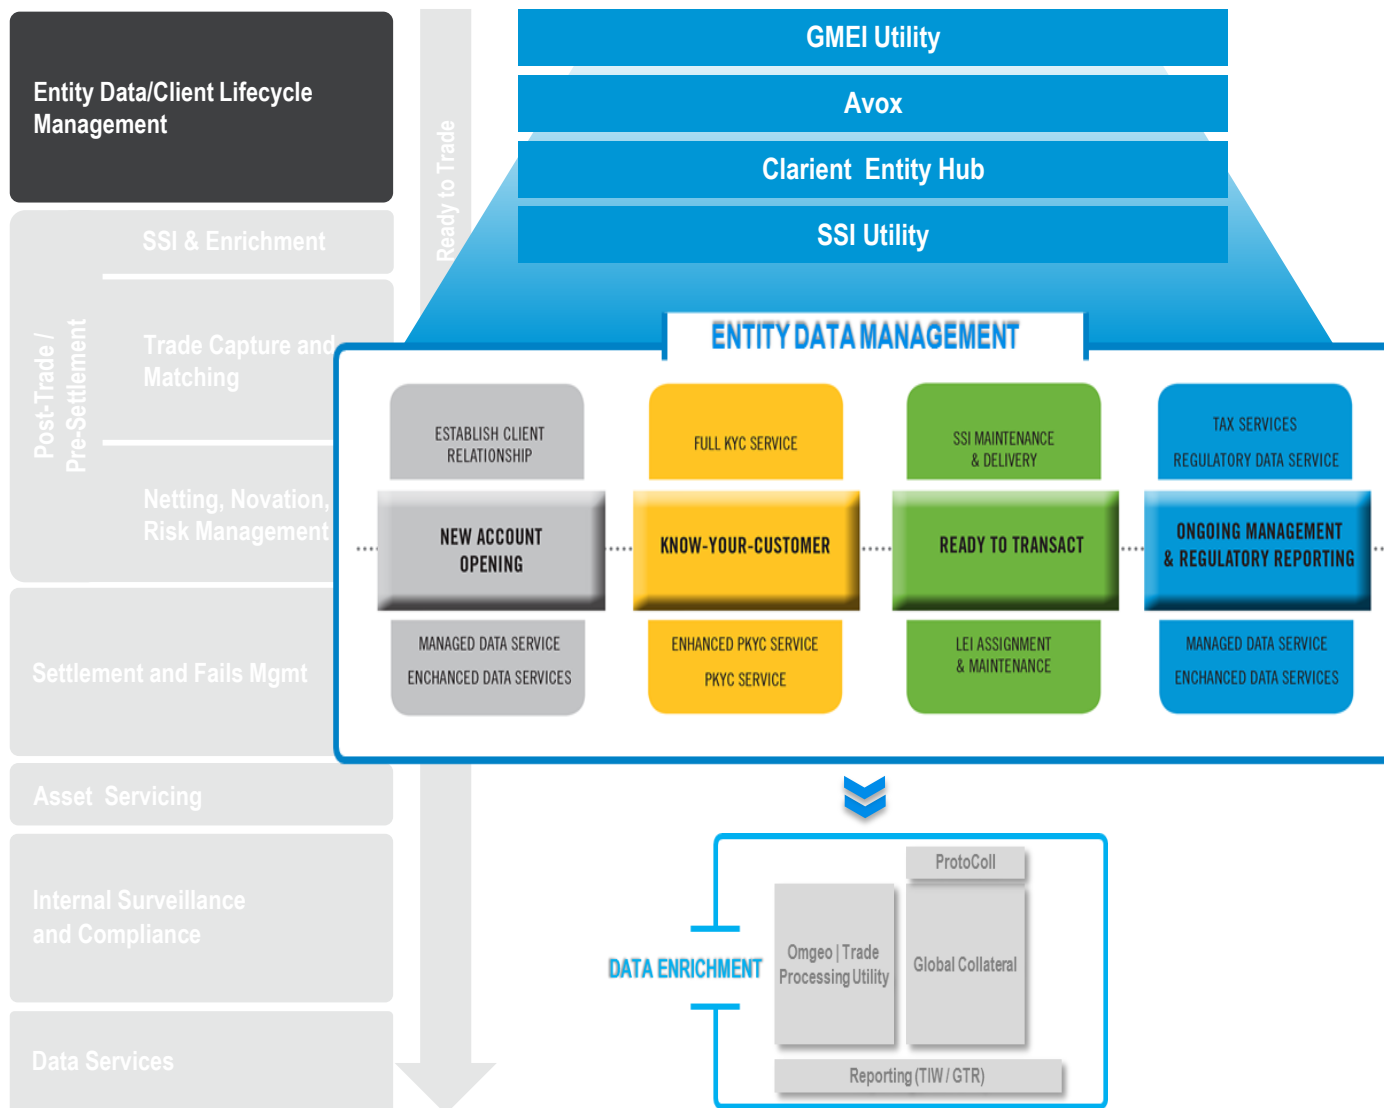 Entity Data/Client Lifecycle
Management
SSI & Enrichment
Post-Trade /
Pre-Settlement
Trade Capture and
Matching
Netting, Novation,
Risk Management
Settlement and Fails Mgmt
Asset Servicing
Internal Surveillance
and Compliance
Data Services
Ready to Trade
GMEI Utility
Avox
Clarient Entity Hub
SSI Utility
ENTITY DATA MANAGEMENT
ESTABLISH CLIENT
RELATIONSHIP
NEW ACCOUNT
OPENING
MANAGED DATA SERVICE
ENCHANCED DATA SERVICES
FULL KYC SERVICE
KNOW-YOUR-CUSTOMER
ENHANCED PKYC SERVICE
PKYC SERVICE
SSI MAINTENANCE
& DELIVERY
READY TO TRANSACT
LEI ASSIGNMENT
& MAINTENANCE
TAX SERVICES
REGULATORY DATA SERVICE
ONGOING MANAGEMENT
& REGULATORY REPORTING
MANAGED DATA SERVICE
ENCHANCED DATA SERVICES
DATA ENRICHMENT
Omgeo | Trade
Processing Utility
ProtoColl
Global Collateral
Reporting (TIW / GTR)